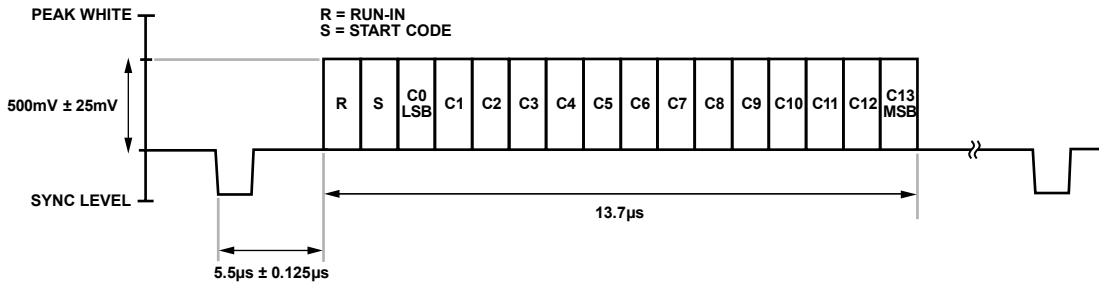 PEAK WHITE
R = RUN-IN
S = START CODE
500mV ± 25mV
R S C0 LSB C1 C2 C3 C4 C5 C6 C7 C8 C9 C10 C11 C12 C13 MSB
SYNC LEVEL
13.7µs
5.5µs ± 0.125µs